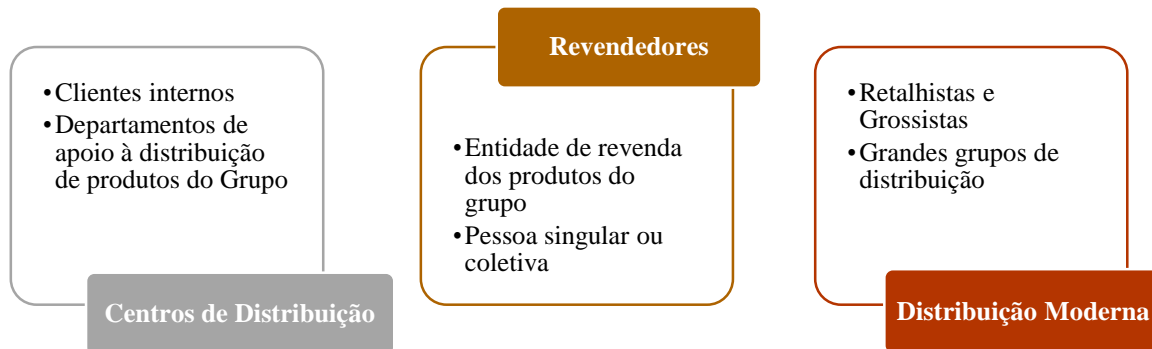 •Clientes internos
•Departamentos de
apoio à distribuição
de produtos do Grupo
Centros de Distribuição
Revendedores
•Entidade de revenda
dos produtos do
grupo
•Pessoa singular ou
coletiva
•Retalhistas e
Grossistas
•Grandes grupos de
distribuição
Distribuição Moderna